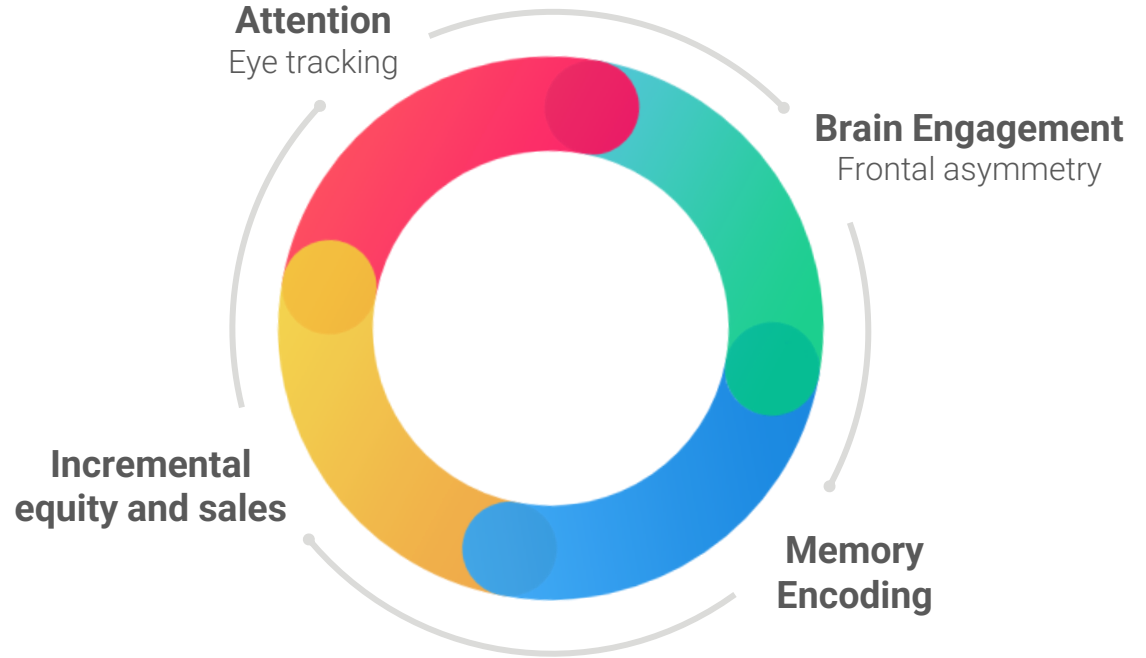 Attention
Eye tracking
Brain Engagement
Frontal asymmetry
Incremental
equity and sales
Memory
Encoding